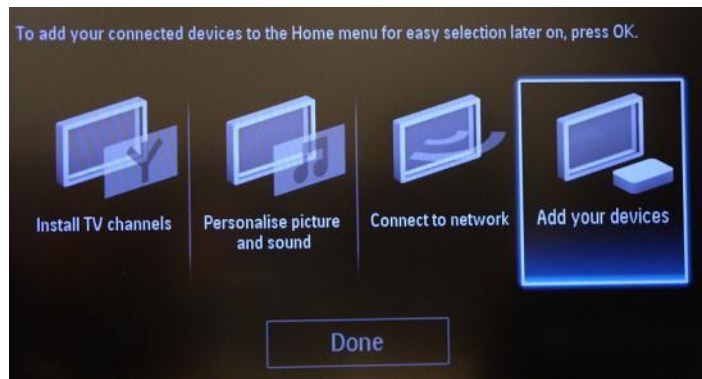 To add your connected devices to the Home menu for easy selection later on, press OK.
Install TV channels
Personalise picture
and sound
Connect to network
Add your devices
Done